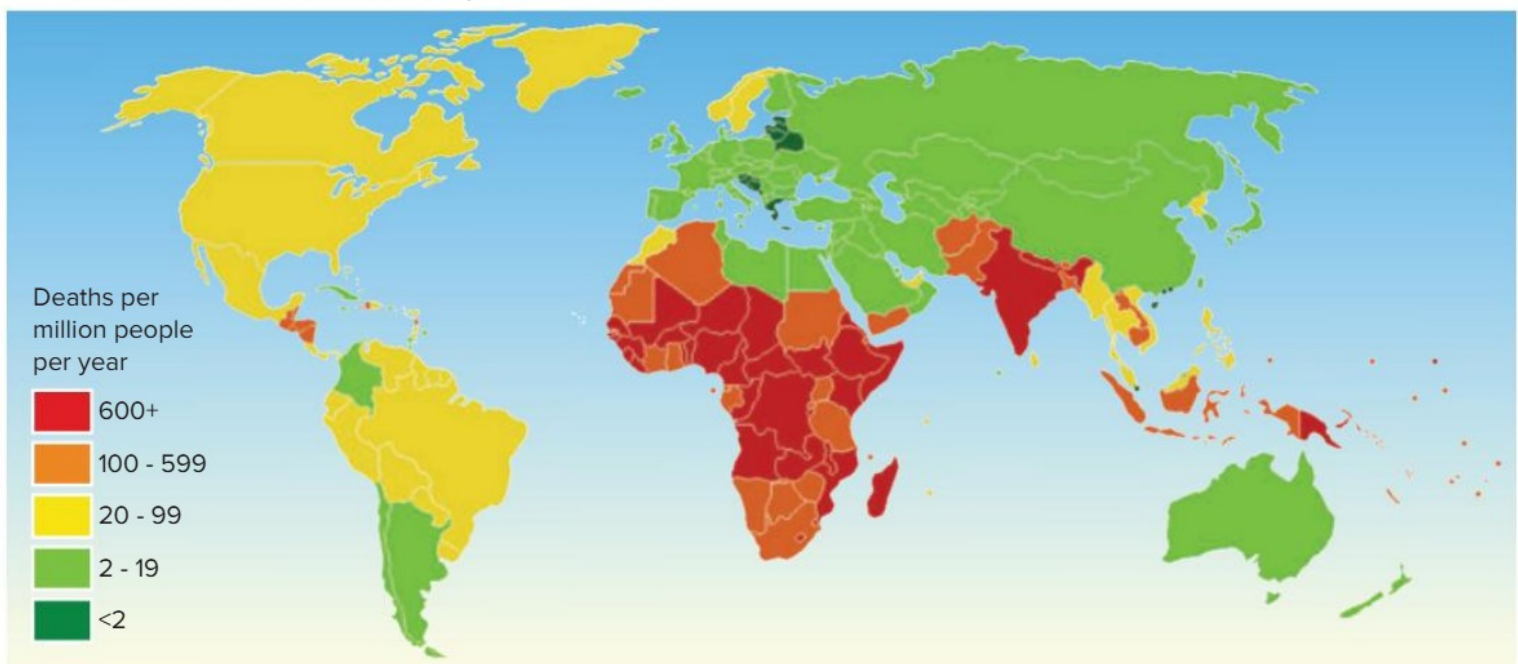 Deaths per
million people
per year
600+
100 - 599
20 - 99
2 - 19
<2